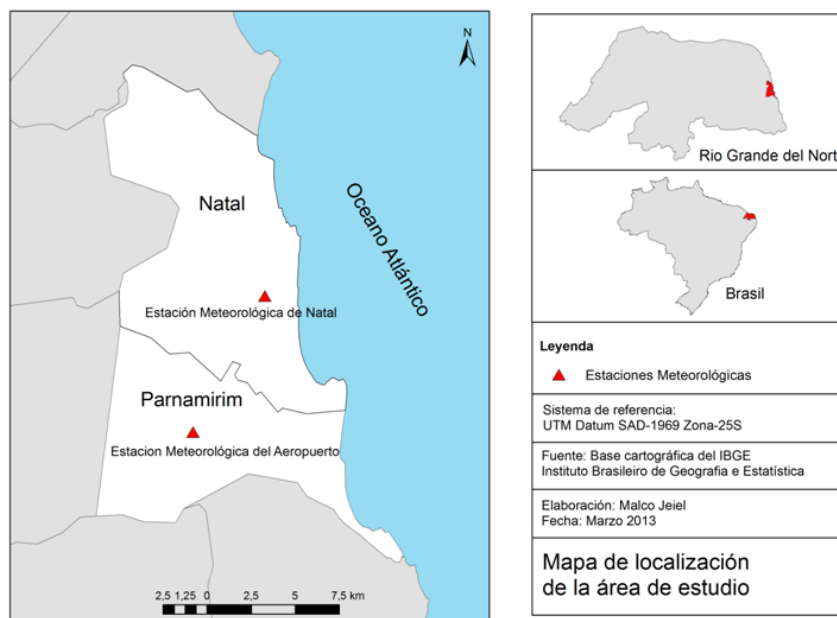 N
Natal
Oceano Atlántico
Estación Meteorológica de Natal
Parnamirim
Estacion Meteorológica del Aeropuerto
2,5 1,25 0 2,5 5 7,5 km
Rio Grande del Nort
Brasil
Leyenda
Estaciones Meteorológicas
Sistema de referencia:
UTM Datum SAD-1969 Zona-25S
Fuente: Base cartográfica del IBGE
Instituto Brasileiro de Geografia e Estatística
Elaboración: Malco Jeiel
Fecha: Marzo 2013
Mapa de localización
de la área de estudio